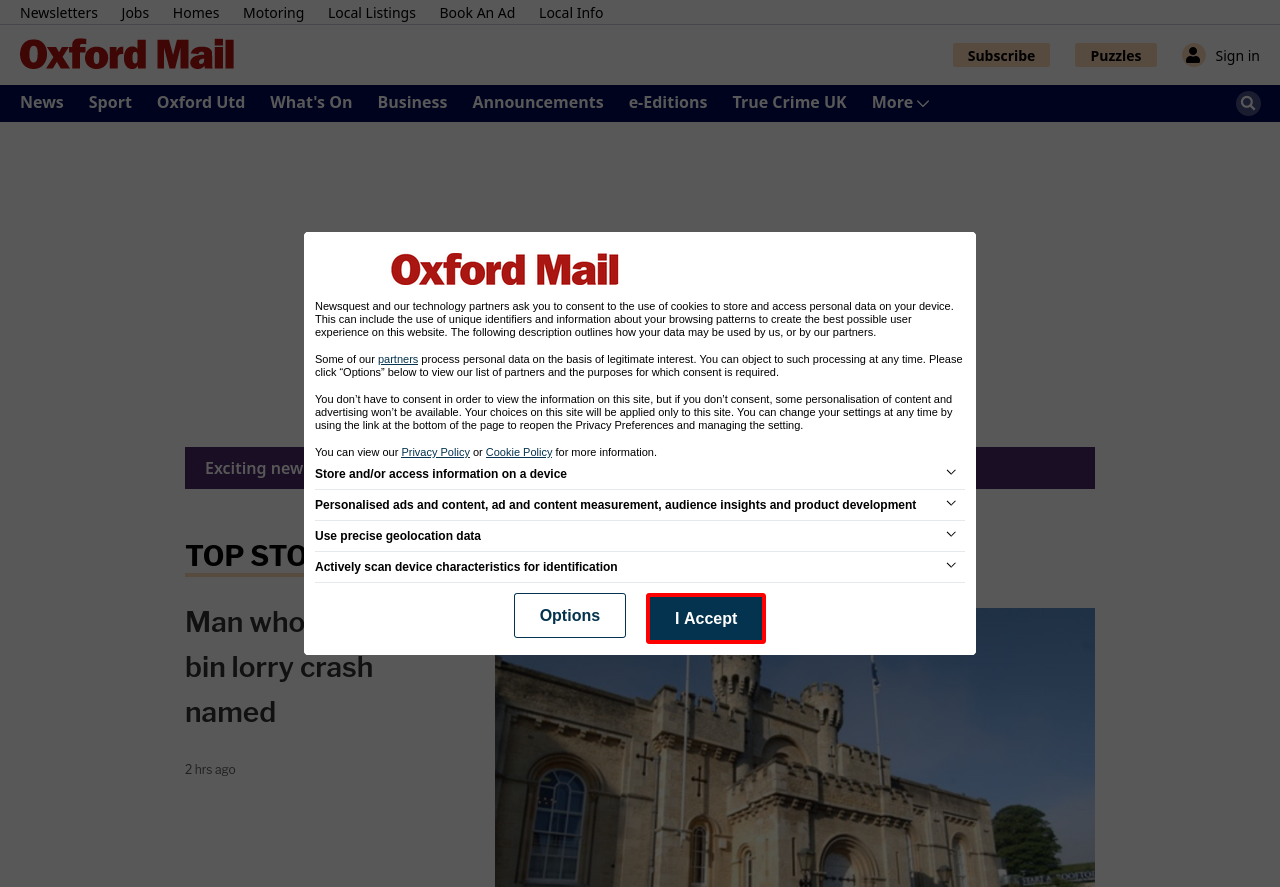 Newsletters Jobs Homes Motoring Local Listings Book An Ad Local Info
Oxford Mail
Subscribe Puzzles Sign in
News Sport Oxford Utd What's On Business Announcements e-Editions True Crime UK More
Oxford Mail
Newsquest and our technology partners ask you to consent to the use of cookies to store and access personal data on your device.
This can include the use of unique identifiers and information about your browsing patterns to create the best possible user
experience on this website. The following description outlines how your data may be used by us, or by our partners.
Some of our partners process personal data on the basis of legitimate interest. You can object to such processing at any time. Please
click “Options” below to view our list of partners and the purposes for which consent is required.
You don’t have to consent in order to view the information on this site, but if you don’t consent, some personalisation of content and
advertising won’t be available. Your choices on this site will be applied only to this site. You can change your settings at any time by
using the link at the bottom of the page to reopen the Privacy Preferences and managing the setting.
You can view our Privacy Policy or Cookie Policy for more information.
Store and/or access information on a device
Personalised ads and content, ad and content measurement, audience insights and product development
Use precise geolocation data
Actively scan device characteristics for identification
Options I Accept
Exciting new
TOP STO
Man who
bin lorry crash
named
2 hrs ago